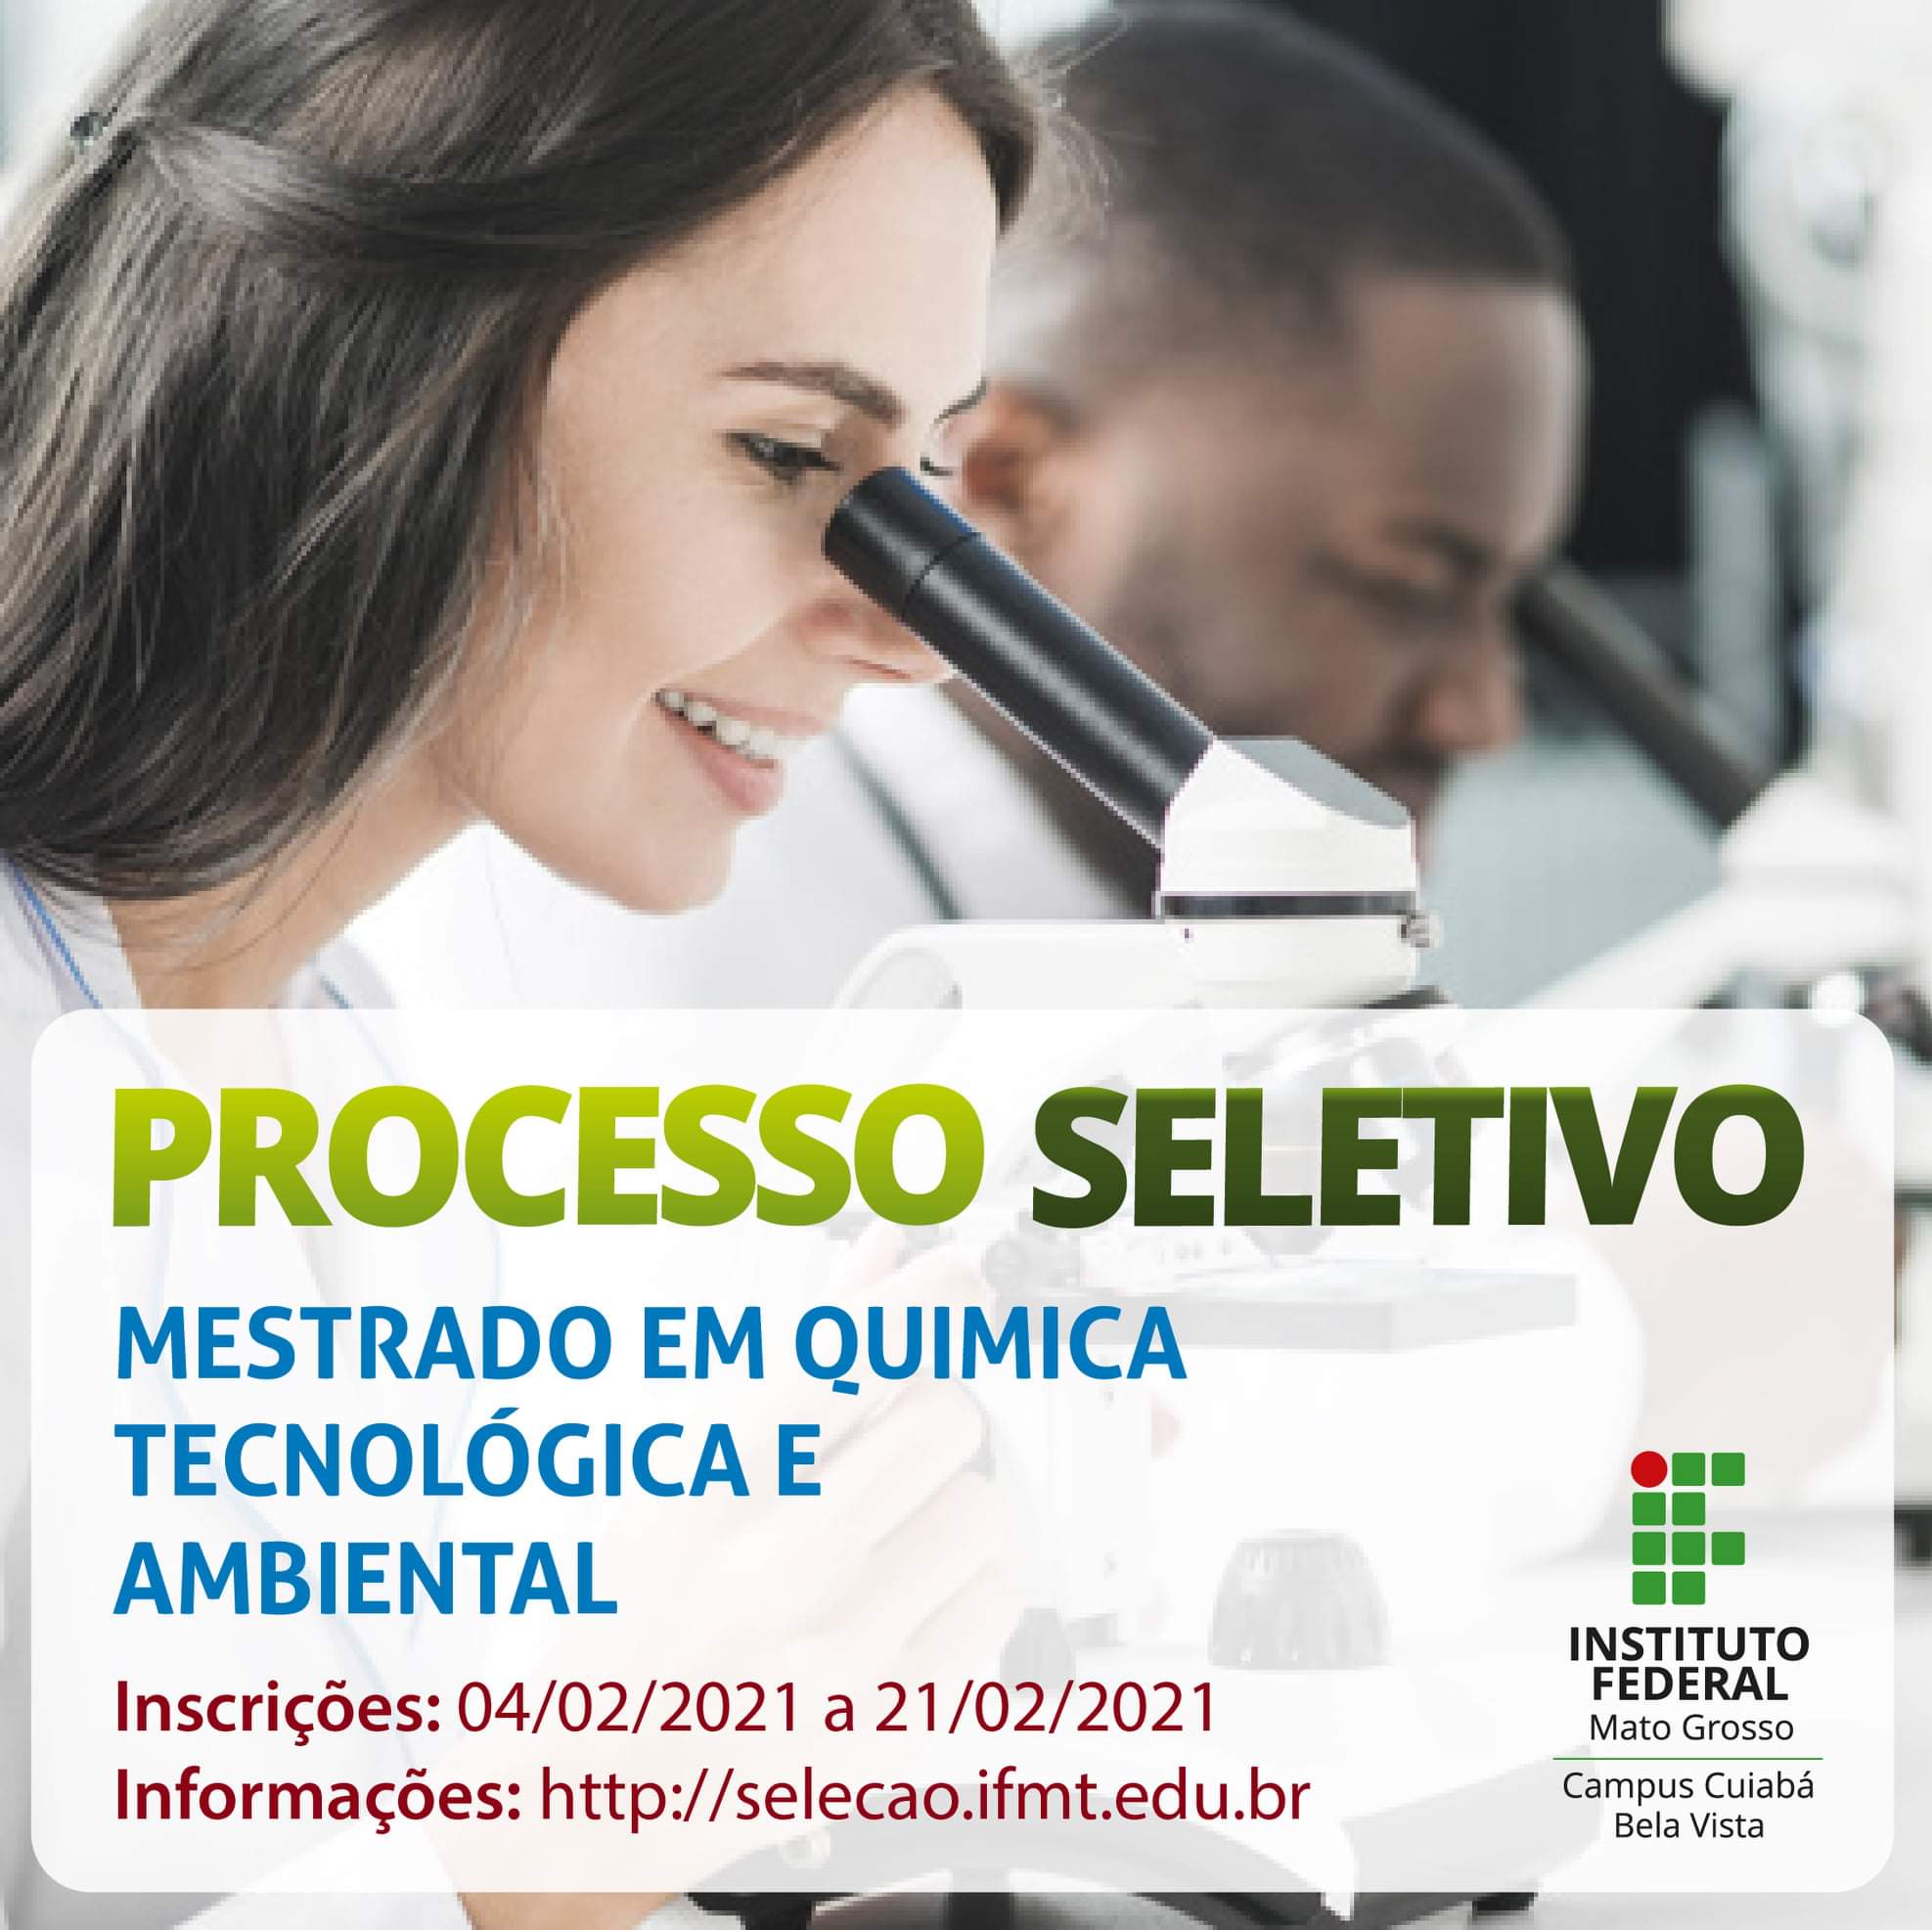 PROCESSO SELETIVO
MESTRADO EM QUIMICA
TECNOLÓGICA E
AMBIENTAL
Inscrições: 04/02/2021 a 21/02/2021
Informações: http://selecao.ifmt.edu.br
INSTITUTO
FEDERAL
Mato Grosso
Campus Cuiabá
Bela Vista